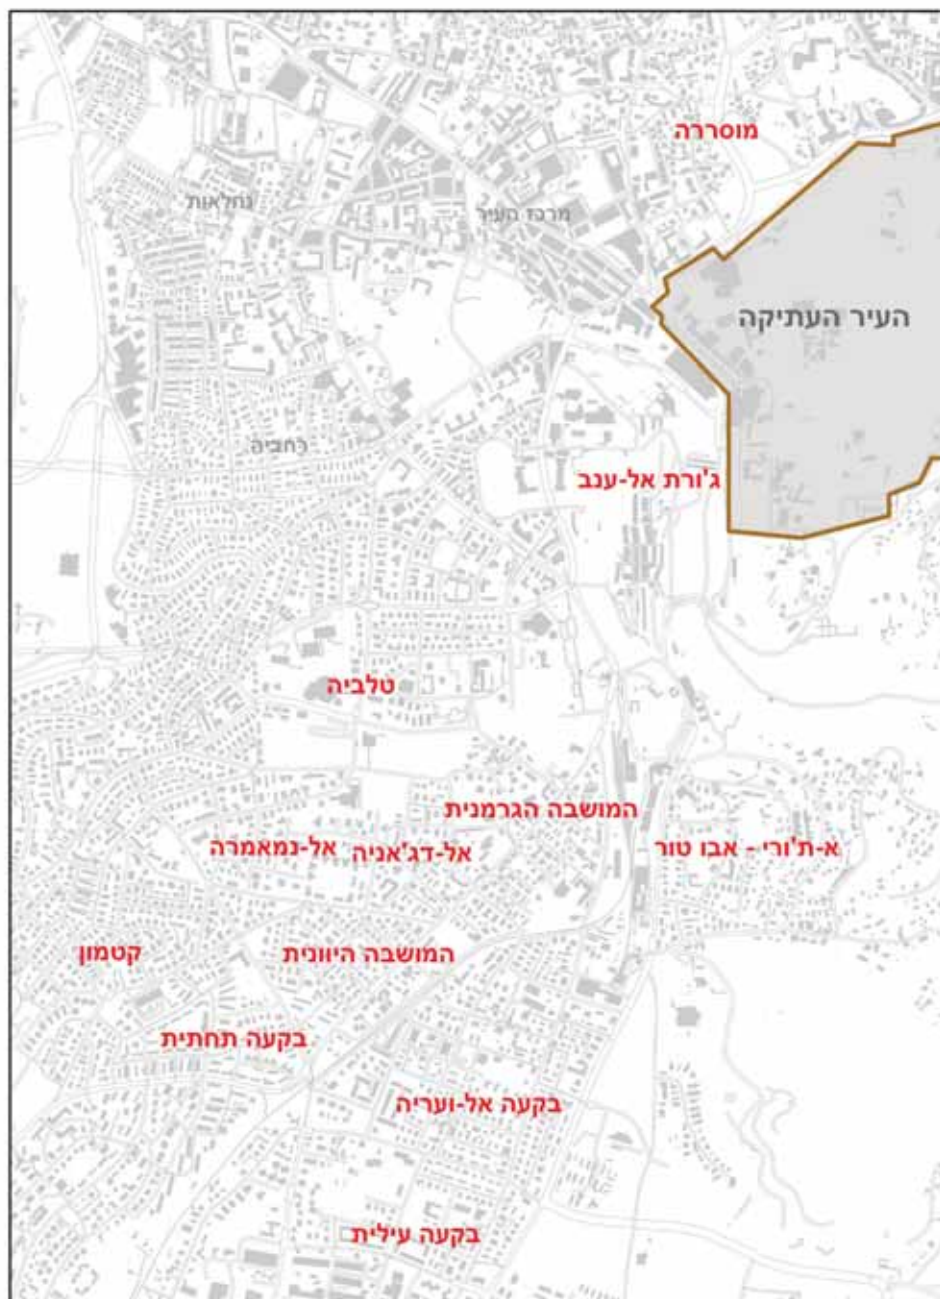 מוסררה
נחלאות
מרכז העיר
העיר העתיקה
רחביה
ג'ורת אל-ענב
טלביה
המושבה הגרמנית
א-ת'ורי - אבו טור
אל-דג'אניה
אל-נמאמרה
המושבה היוונית
קטמון
בקעה תחתית
בקעה אל-ועריה
בקעה עילית